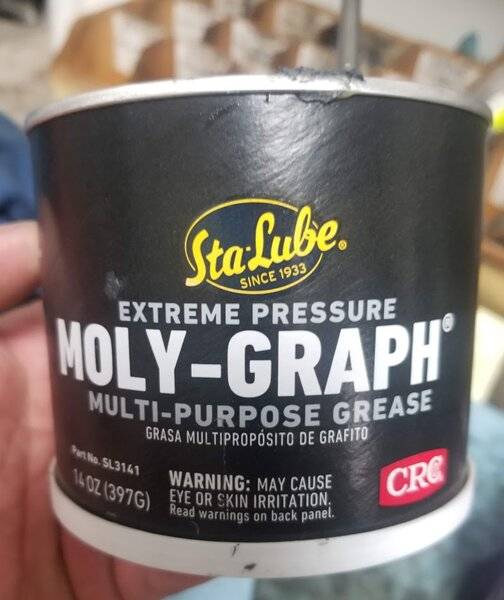 Sta-Lube®
SINCE 1933
EXTREME PRESSURE
MOLY-GRAPH®
MULTI-PURPOSE GREASE
GRASA MULTIPROPÓSITO DE GRAFITO
Part No. SL3141
14 OZ (397G)
WARNING: MAY CAUSE
EYE OR SKIN IRRITATION.
Read warnings on back panel.
CRC